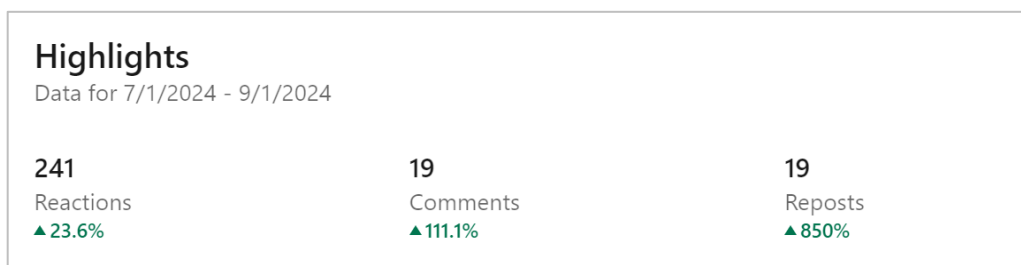 Highlights
Data for 7/1/2024 - 9/1/2024
241
Reactions
▲23.6%
19
Comments
▲111.1%
19
Reposts
▲850%